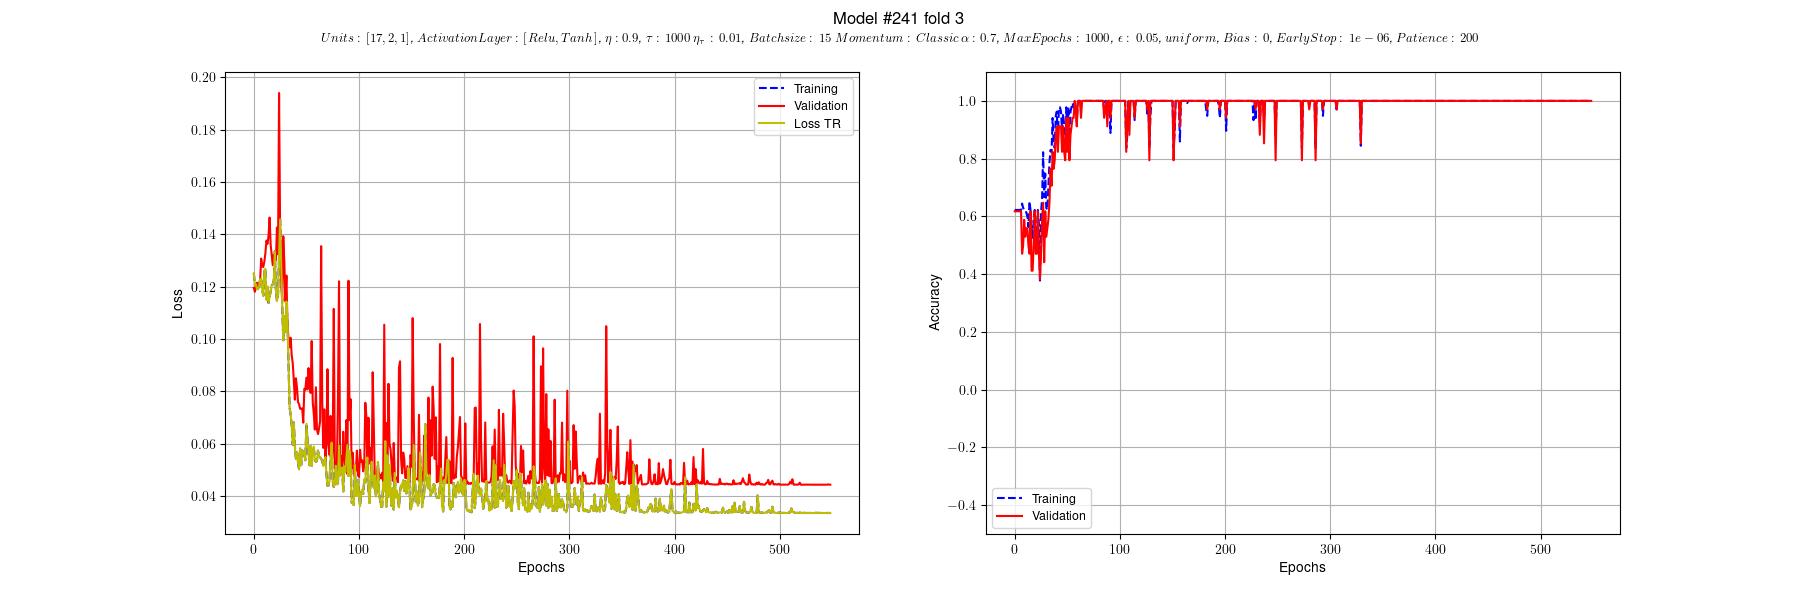 Model #241 fold 3
Units : [17, 2, 1], ActivationLayer : [Relu, Tanh], η : 0.9, τ : 1000 ητ : 0.01, Batchsize : 15 Momentum : Classic α : 0.7, MaxEpochs : 1000, ϵ : 0.05, uniform, Bias : 0, EarlyStop : 1e − 06, Patience : 200
0.20
0.18
0.16
0.14
0.12
0.10
0.08
0.06
0.04
Loss
Training
Validation
Loss TR
0 100 200 300 400 500
Epochs
1.0
0.8
0.6
0.4
0.2
0.0
−0.2
−0.4
Accuracy
Training
Validation
0 100 200 300 400 500
Epochs